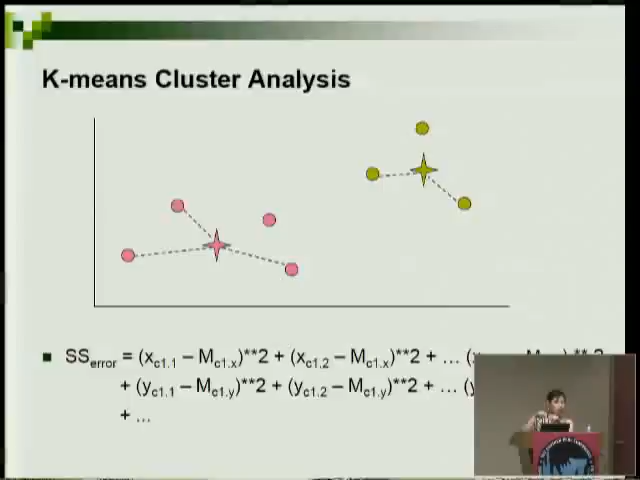 K-means Cluster Analysis
SSerror = (xc1.1 – Mc1.x)**2 + (xc1.2 – Mc1.x)**2 + … (x
+ (yc1.1 – Mc1.y)**2 + (yc1.2 – Mc1.y)**2 + … (y
+ …